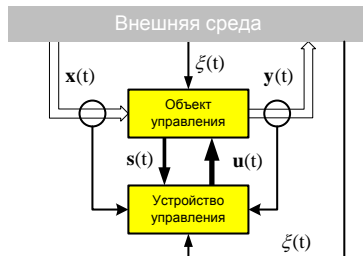 Внешняя среда
x(t)
ξ(t)
y(t)
Объект
управления
s(t)
u(t)
Устройство
управления
ξ(t)